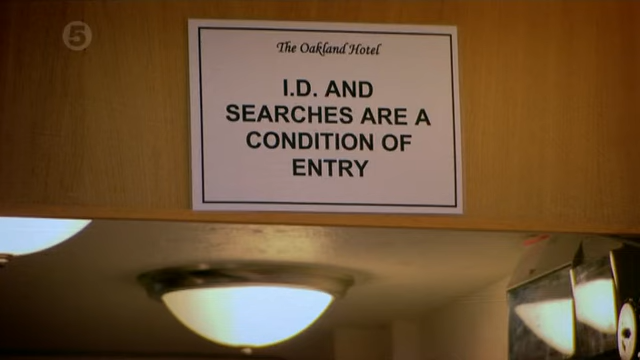 5
The Oakland Hotel
I.D. AND
SEARCHES ARE A
CONDITION OF
ENTRY